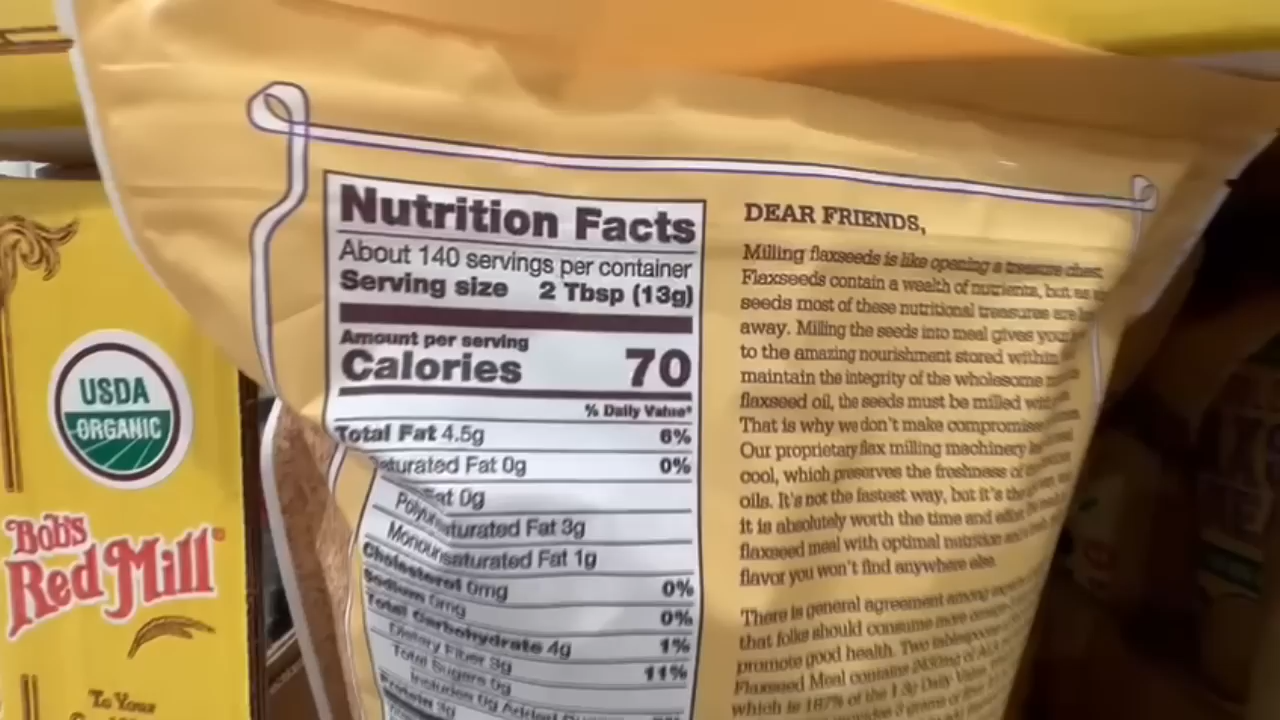 USDA
ORGANIC
Bob's
Red Mill
To Your
Nutrition Facts
About 140 servings per container
Serving size 2 Tbsp (13g)
Amount per serving
Calories 70
% Daily Value*
Total Fat 4.5g 6%
Saturated Fat 0g 0%
Fat 0g
Polyunsaturated Fat 3g
Monounsaturated Fat 1g
Cholesterol 0mg 0%
Sodium 0mg 0%
Total Carbohydrate 4g 1%
Dietary Fiber 3g 11%
Total Sugars 0g
Includes 0g Added
Protein 3g
DEAR FRIENDS,
Milling flaxseeds is like opening a treasure chest.
Flaxseeds contain a wealth of nutrients, but as
seeds most of these nutritional treasures are
away. Milling the seeds into meal gives your
to the amazing nourishment stored within
maintain the integrity of the wholesome
flaxseed oil, the seeds must be milled with
That is why we don't make compromises
Our proprietary flax milling machinery
cool, which preserves the freshness of
oils. It's not the fastest way, but it's the
it is absolutely worth the time and effort
flaxseed meal with optimal nutrition and
flavor you won't find anywhere else.
There is general agreement among
that folks should consume more
promote good health. Two tablespoons
Flaxseed Meal contains
which is 187% of the Daily Value